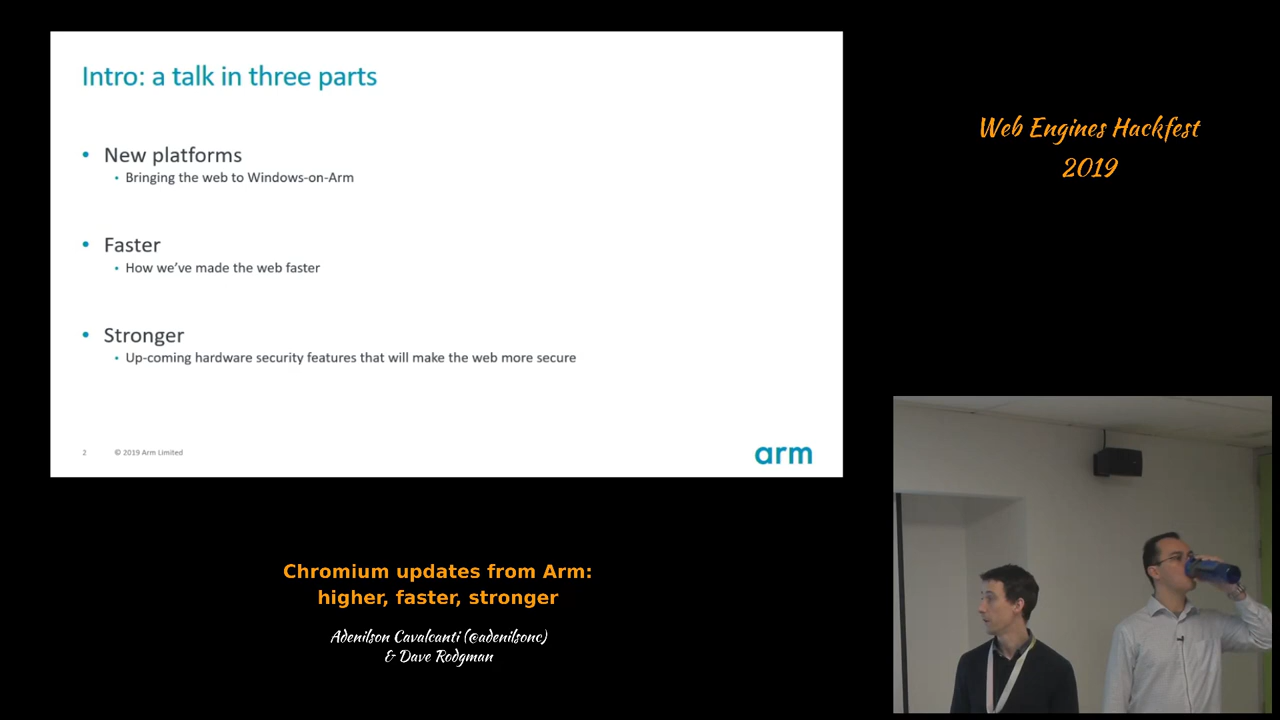 Intro: a talk in three parts
• New platforms
• Bringing the web to Windows-on-Arm
• Faster
• How we've made the web faster
• Stronger
• Up-coming hardware security features that will make the web more secure
2 © 2019 Arm Limited
arm
Web Engines Hackfest
2019
Chromium updates from Arm:
higher, faster, stronger
Adenilson Cavalcanti (@adenilsonc)
& Dave Rodgman